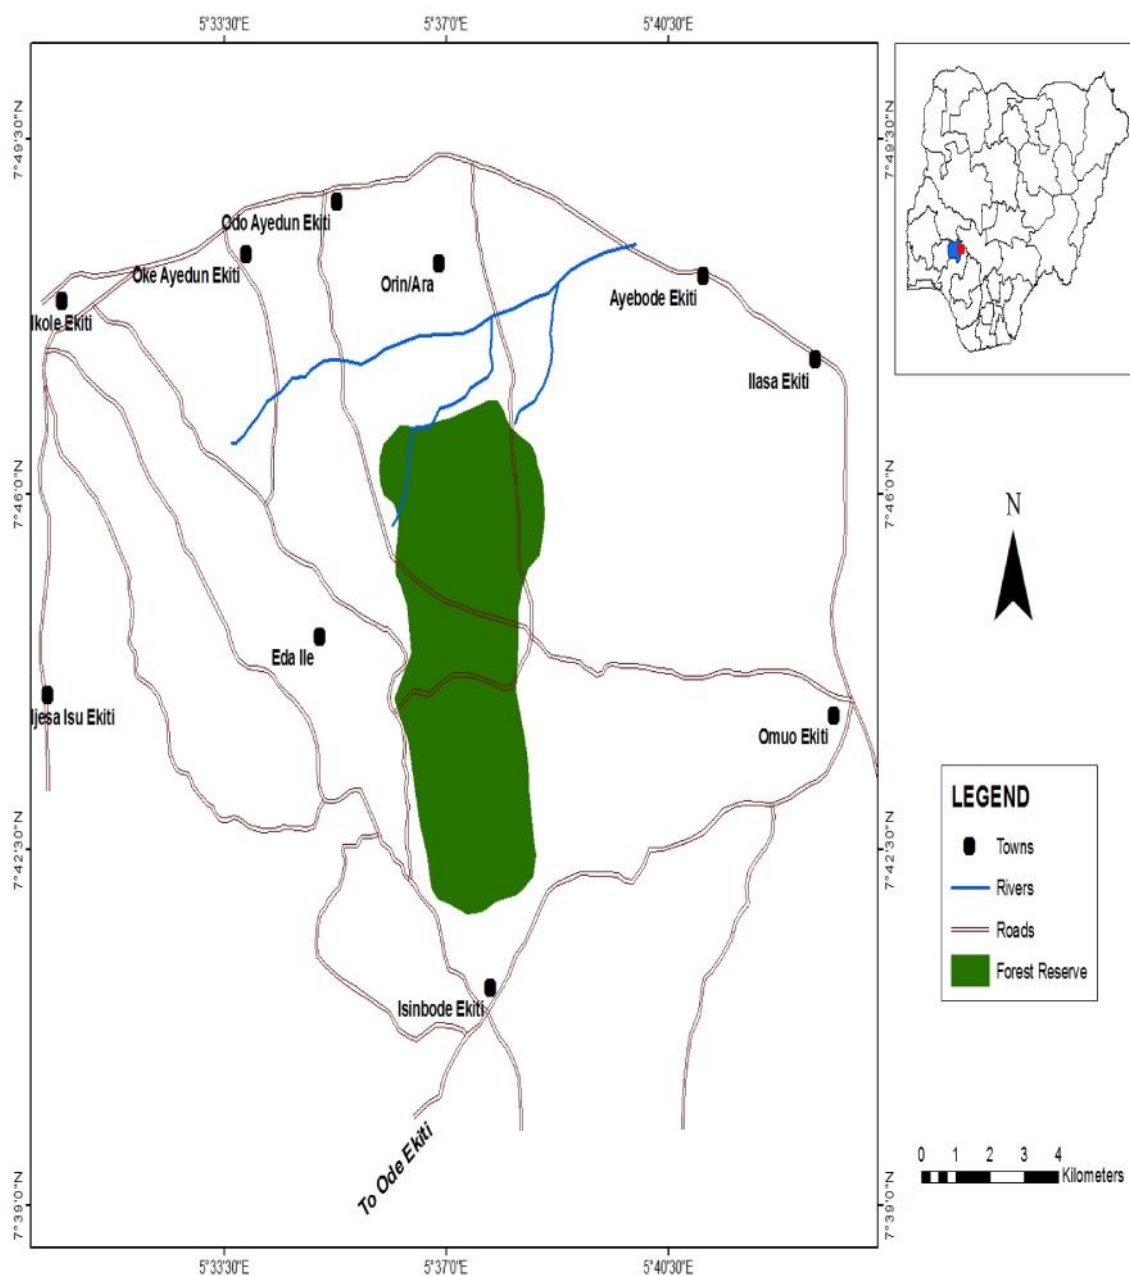 5°33'30"E 5°37'0"E 5°40'30"E
7°49'30"N 7°49'30"N
Odo Ayedun Ekiti
Oke Ayedun Ekiti
Orin/Ara
Ayebode Ekiti
Ikole Ekiti
Ilasa Ekiti
7°46'0"N 7°46'0"N
N
Eda Ile
Ijesa Isu Ekiti
Omuo Ekiti
LEGEND
Towns
Rivers
Roads
Forest Reserve
7°42'30"N 7°42'30"N
Isinbode Ekiti
To Ode Ekiti
0 1 2 3 4
Kilometers
7°39'0"N 7°39'0"N
5°33'30"E 5°37'0"E 5°40'30"E